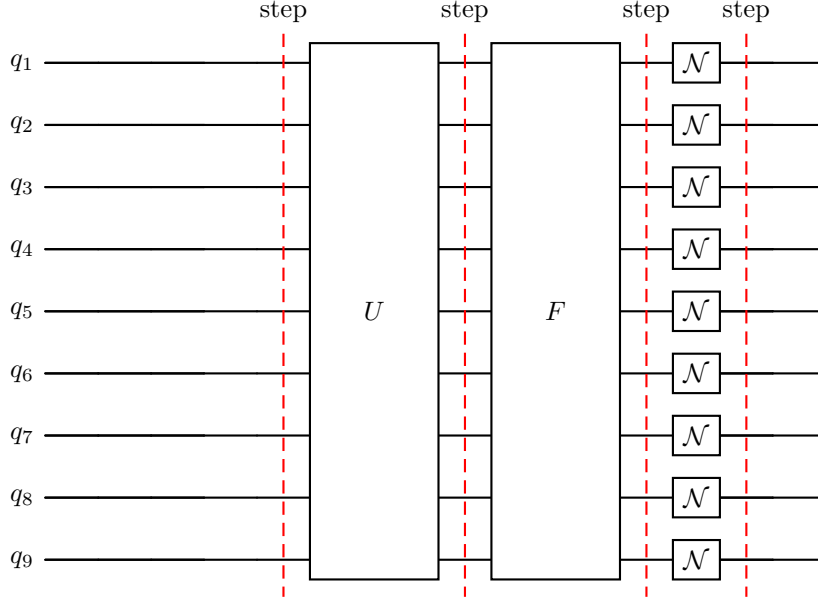 step step step step
q₁ 𝒩
q₂ 𝒩
q₃ 𝒩
q₄ 𝒩
q₅ U F 𝒩
q₆ 𝒩
q₇ 𝒩
q₈ 𝒩
q₉ 𝒩